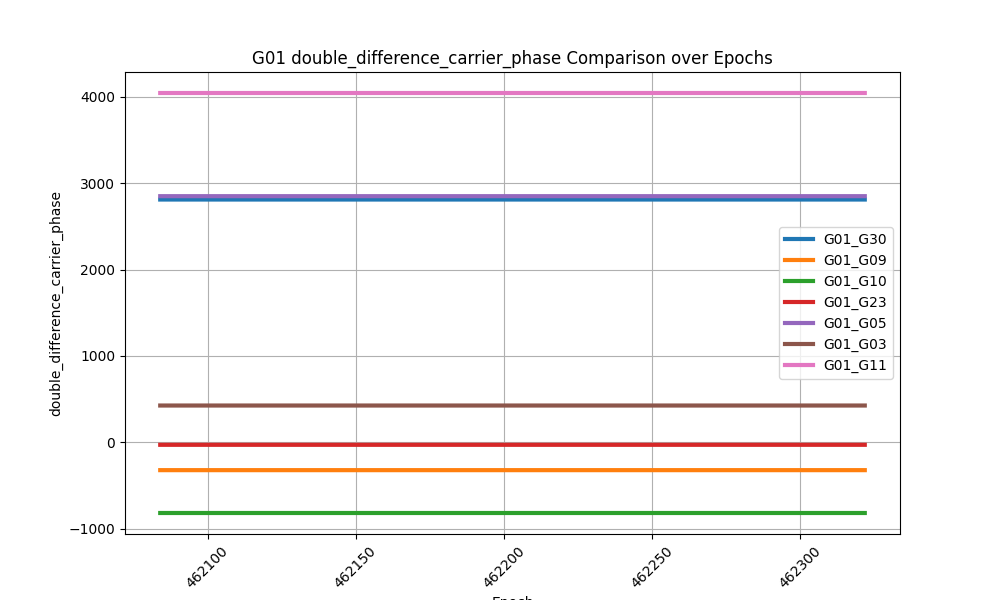 G01 double_difference_carrier_phase Comparison over Epochs
double_difference_carrier_phase
4000
3000
2000
1000
0
−1000
G01_G30
G01_G09
G01_G10
G01_G23
G01_G05
G01_G03
G01_G11
462100
462150
462200
462250
462300
Epoch